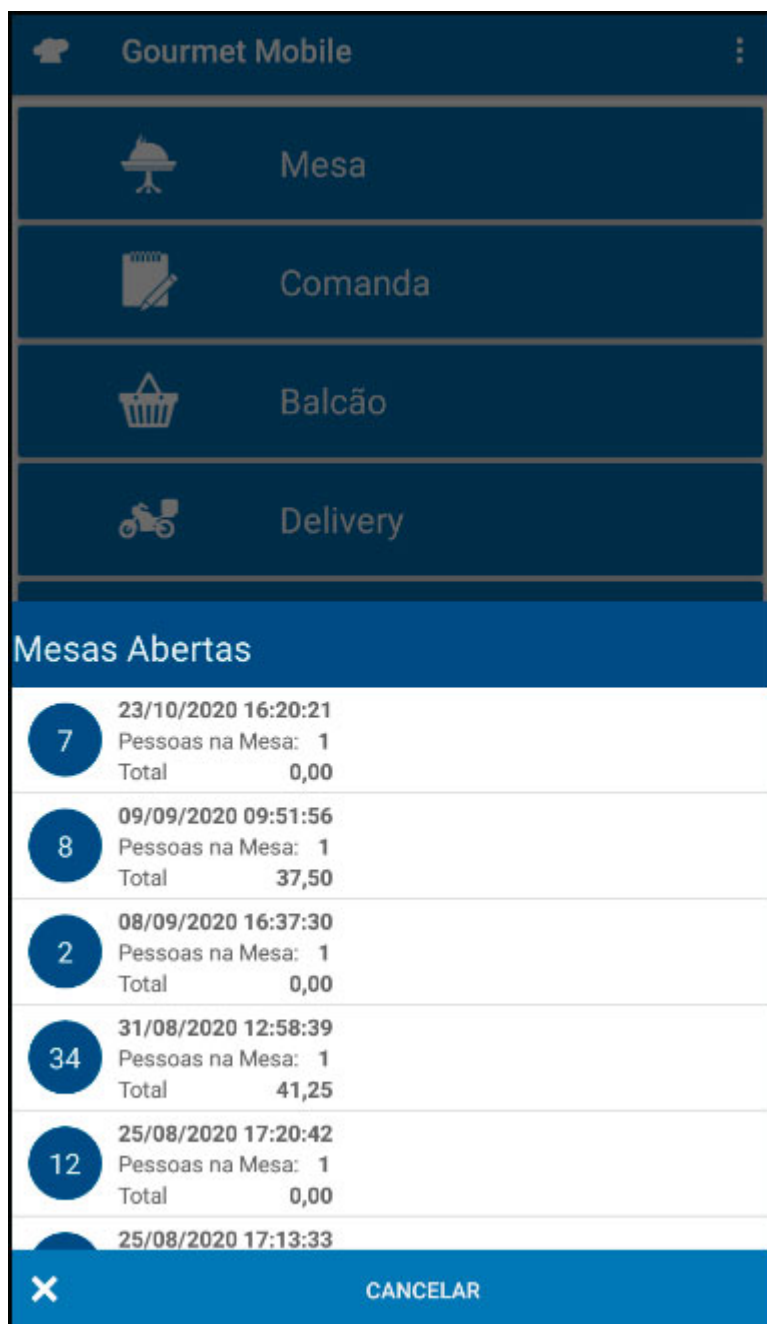 Gourmet Mobile
Mesa
Comanda
Balcão
Delivery
Mesas Abertas
7
23/10/2020 16:20:21
Pessoas na Mesa: 1
Total 0,00
8
09/09/2020 09:51:56
Pessoas na Mesa: 1
Total 37,50
2
08/09/2020 16:37:30
Pessoas na Mesa: 1
Total 0,00
34
31/08/2020 12:58:39
Pessoas na Mesa: 1
Total 41,25
12
25/08/2020 17:20:42
Pessoas na Mesa: 1
Total 0,00
25/08/2020 17:13:33
CANCELAR